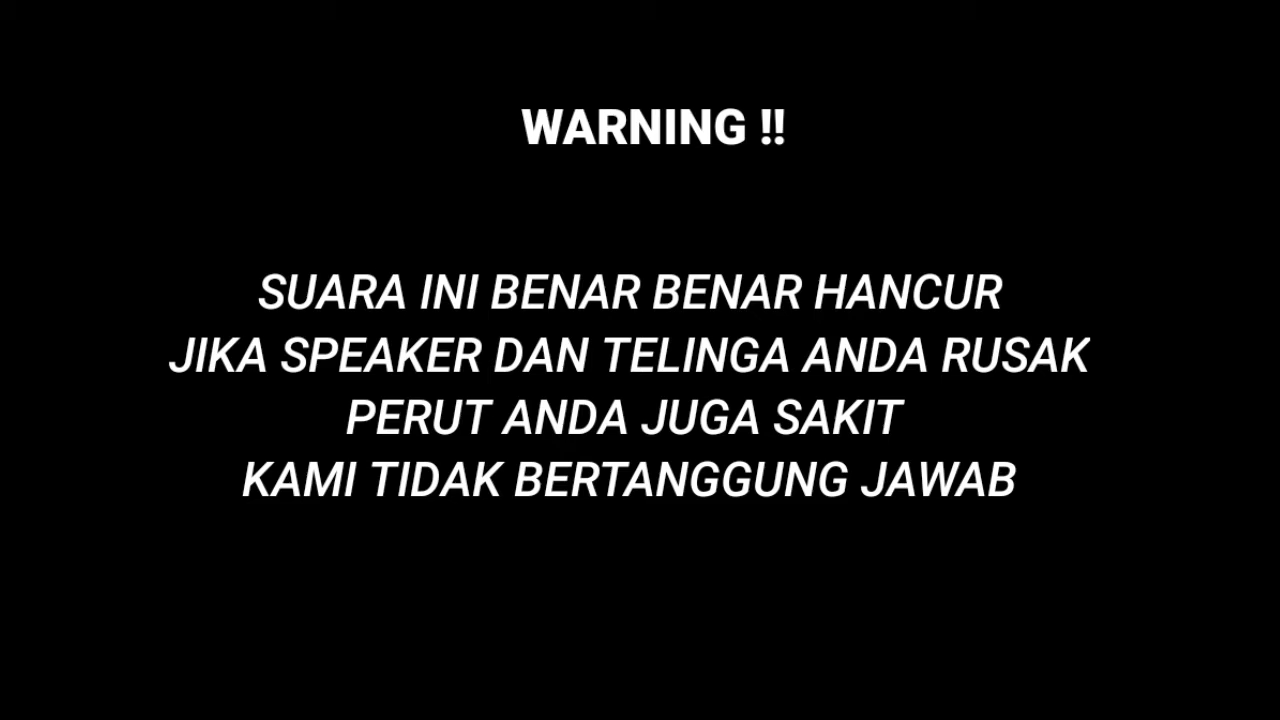 WARNING !!
SUARA INI BENAR BENAR HANCUR
JIKA SPEAKER DAN TELINGA ANDA RUSAK
PERUT ANDA JUGA SAKIT
KAMI TIDAK BERTANGGUNG JAWAB